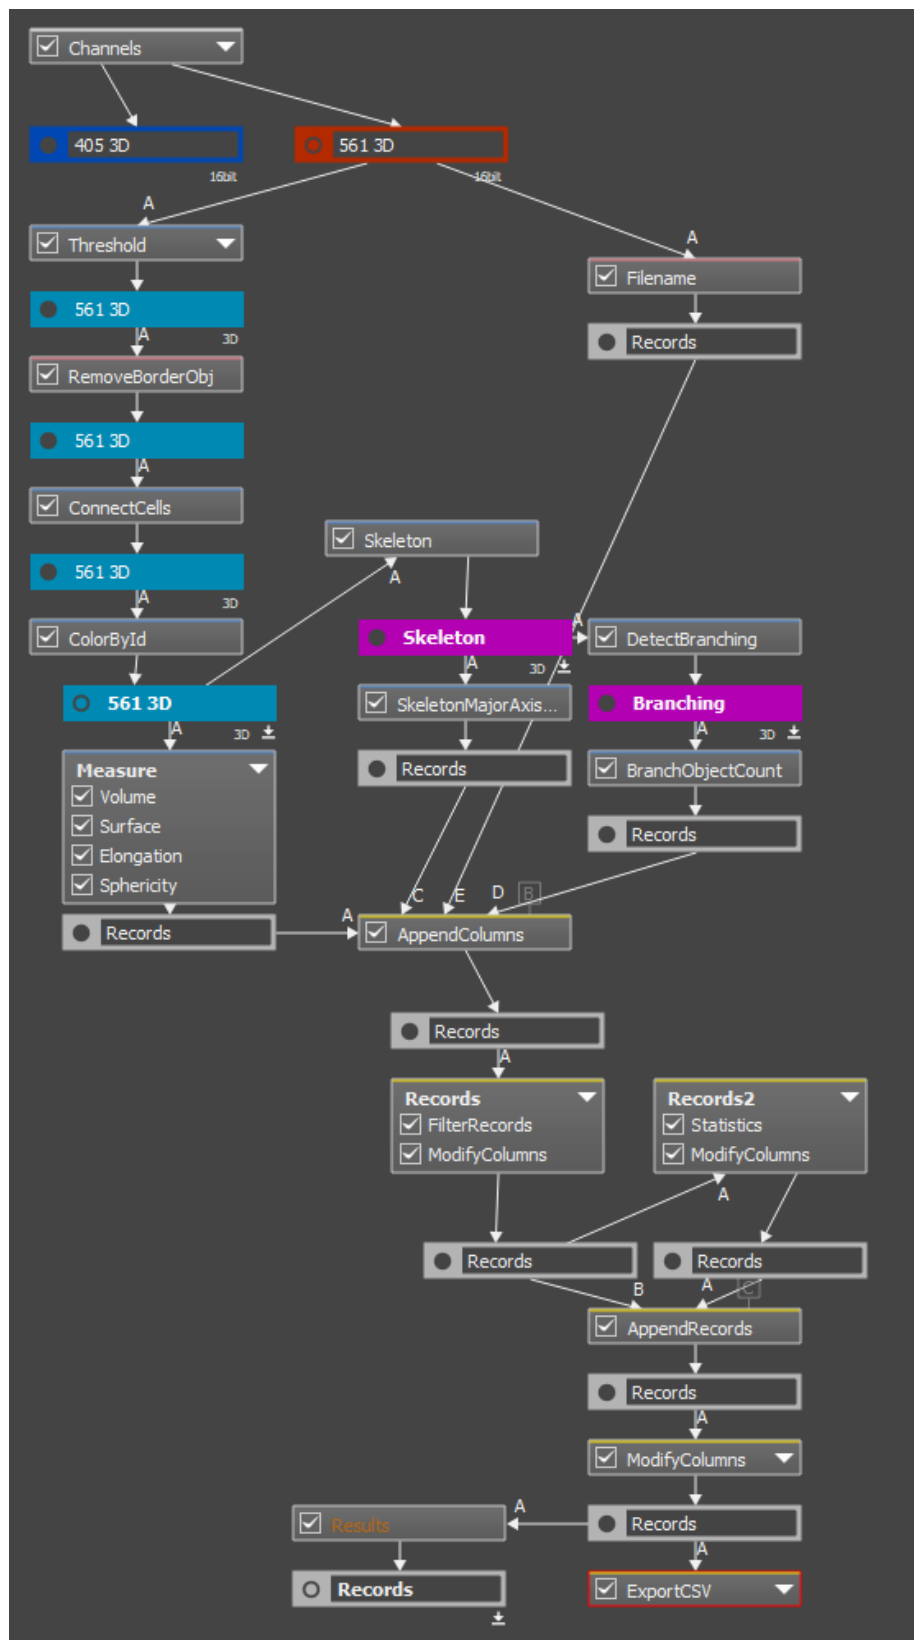 Channels
405 3D
561 3D
16bit
16bit
A
Threshold
A
Filename
561 3D
Records
A
3D
RemoveBorderObj
561 3D
A
ConnectCells
Skeleton
561 3D
A
A
3D
ColorById
Skeleton
A
DetectBranching
A
3D
561 3D
SkeletonMajorAxis...
Branching
A
3D
A
3D
Measure
Records
BranchObjectCount
Volume
Surface
Records
Elongation
Sphericity
C
E
D
B
Records
A
AppendColumns
Records
A
Records
Records2
FilterRecords
Statistics
ModifyColumns
ModifyColumns
A
Records
Records
B
A
C
AppendRecords
Records
A
ModifyColumns
Results
A
Records
A
Records
ExportCSV